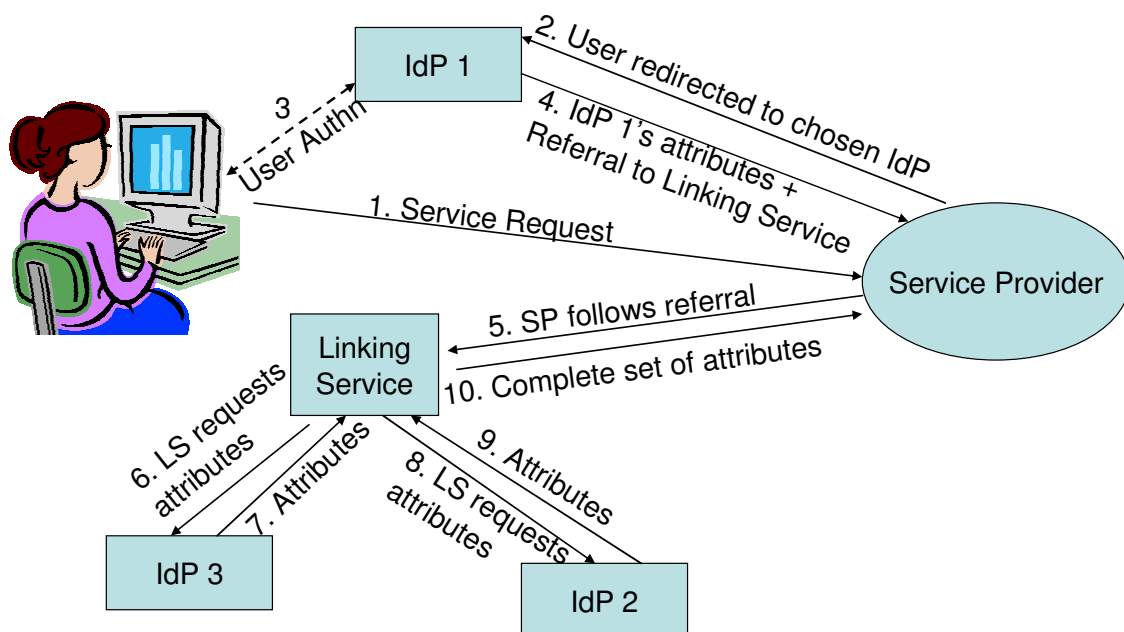 IdP 1
2. User redirected to chosen IdP
3
User Authn
4. IdP 1's attributes +
Referral to Linking Service
1. Service Request
Service Provider
5. SP follows referral
10. Complete set of attributes
Linking
Service
6. LS requests
attributes
7. Attributes
8. LS requests
attributes
9. Attributes
IdP 3
IdP 2